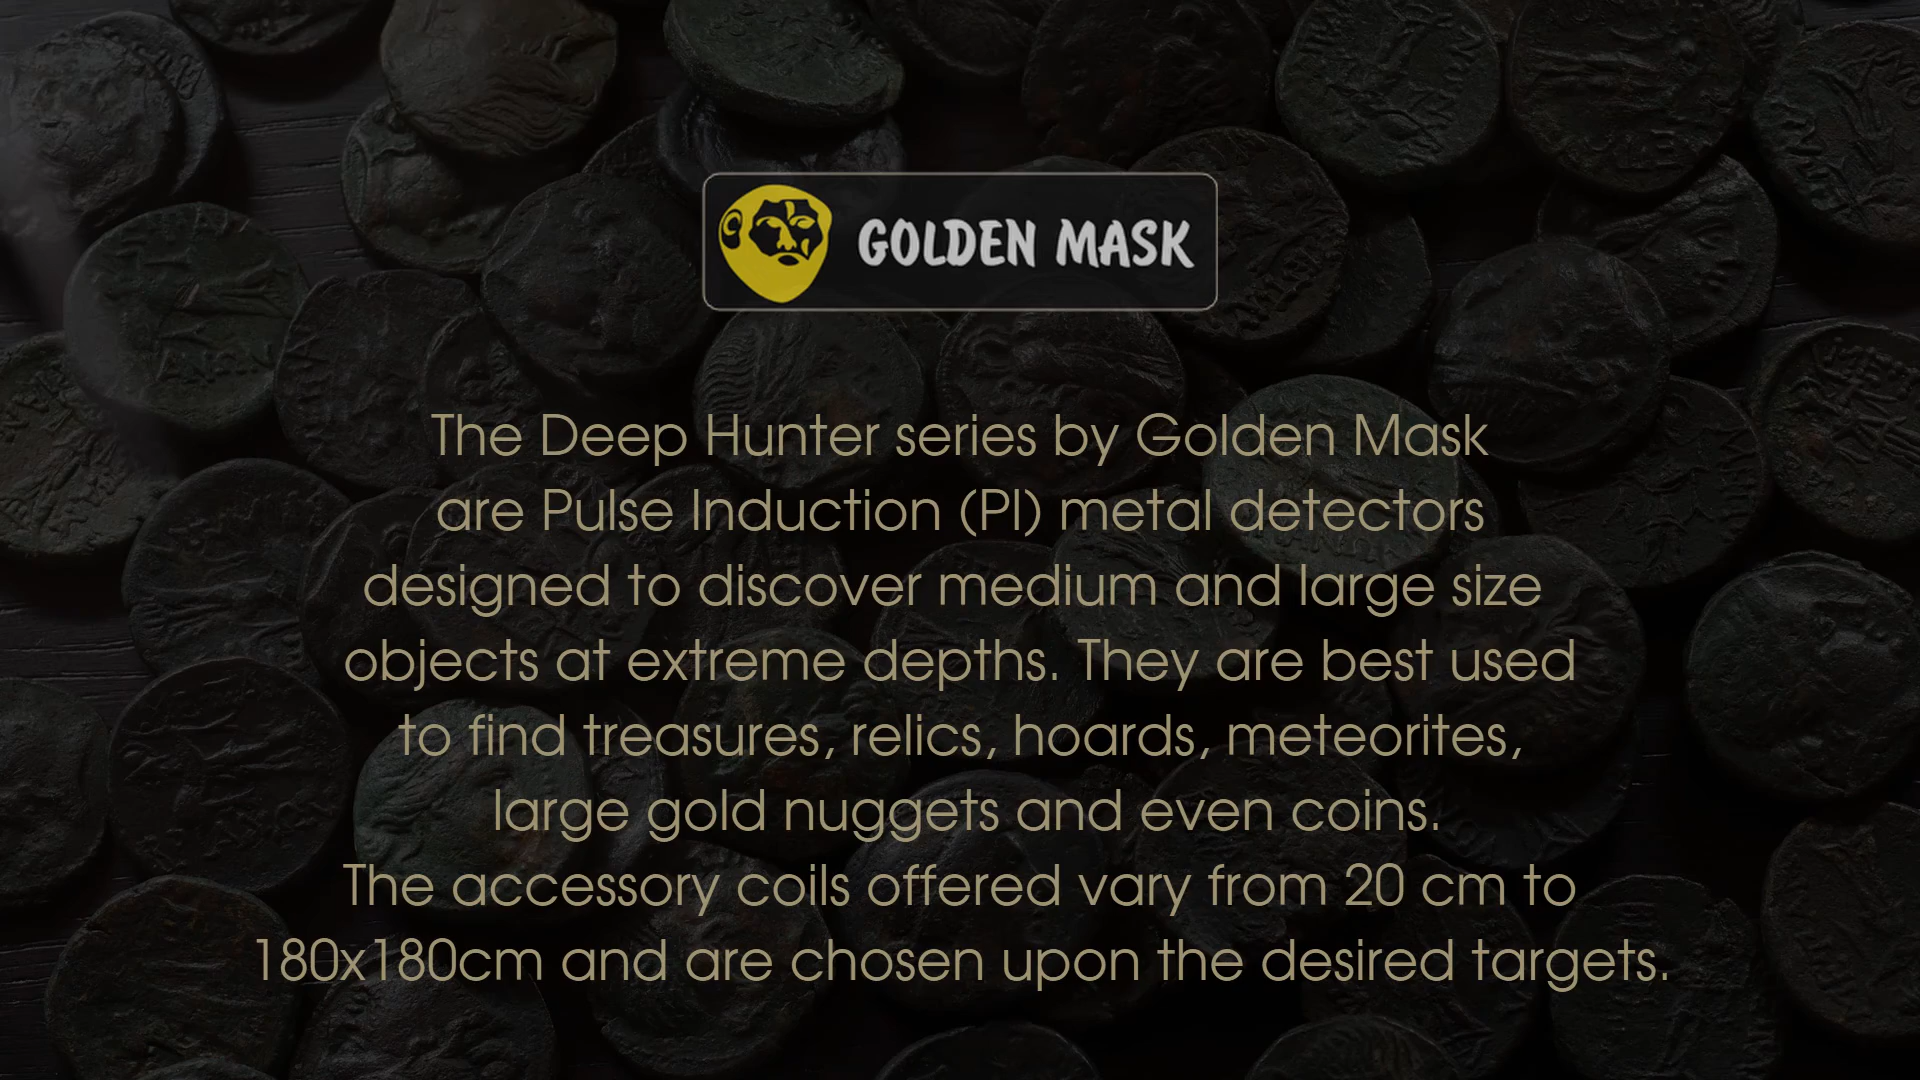 GOLDEN MASK
The Deep Hunter series by Golden Mask
are Pulse Induction (PI) metal detectors
designed to discover medium and large size
objects at extreme depths. They are best used
to find treasures, relics, hoards, meteorites,
large gold nuggets and even coins.
The accessory coils offered vary from 20 cm to
180x180cm and are chosen upon the desired targets.